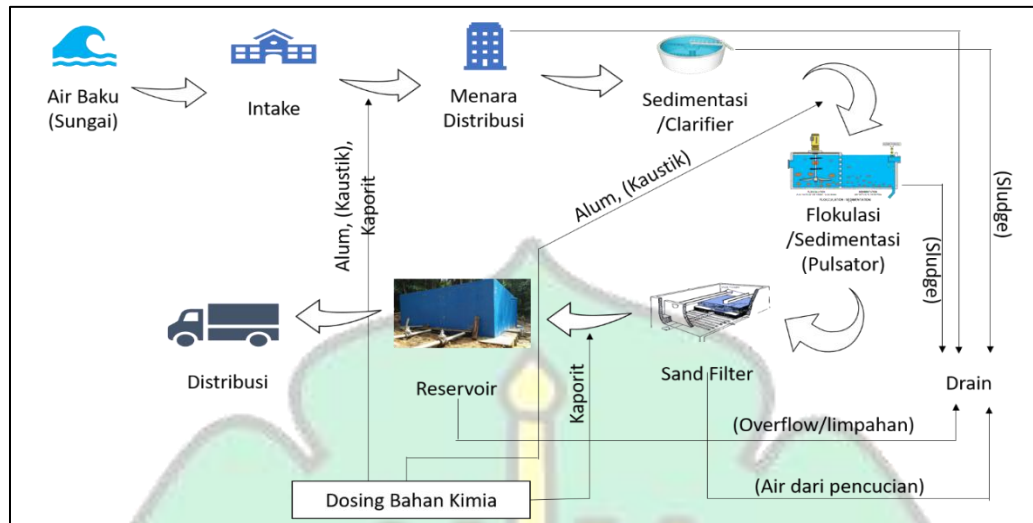 Air Baku
(Sungai)
Intake
Menara
Distribusi
Sedimentasi
/Clarifier
Alum, (Kaustik),
Kaporit
Alum, (Kaustik)
Flokulasi
/Sedimentasi
(Pulsator)
(Sludge)
(Sludge)
Distribusi
Reservoir
Kaporit
Sand Filter
Drain
(Overflow/limpahan)
(Air dari pencucian)
Dosing Bahan Kimia